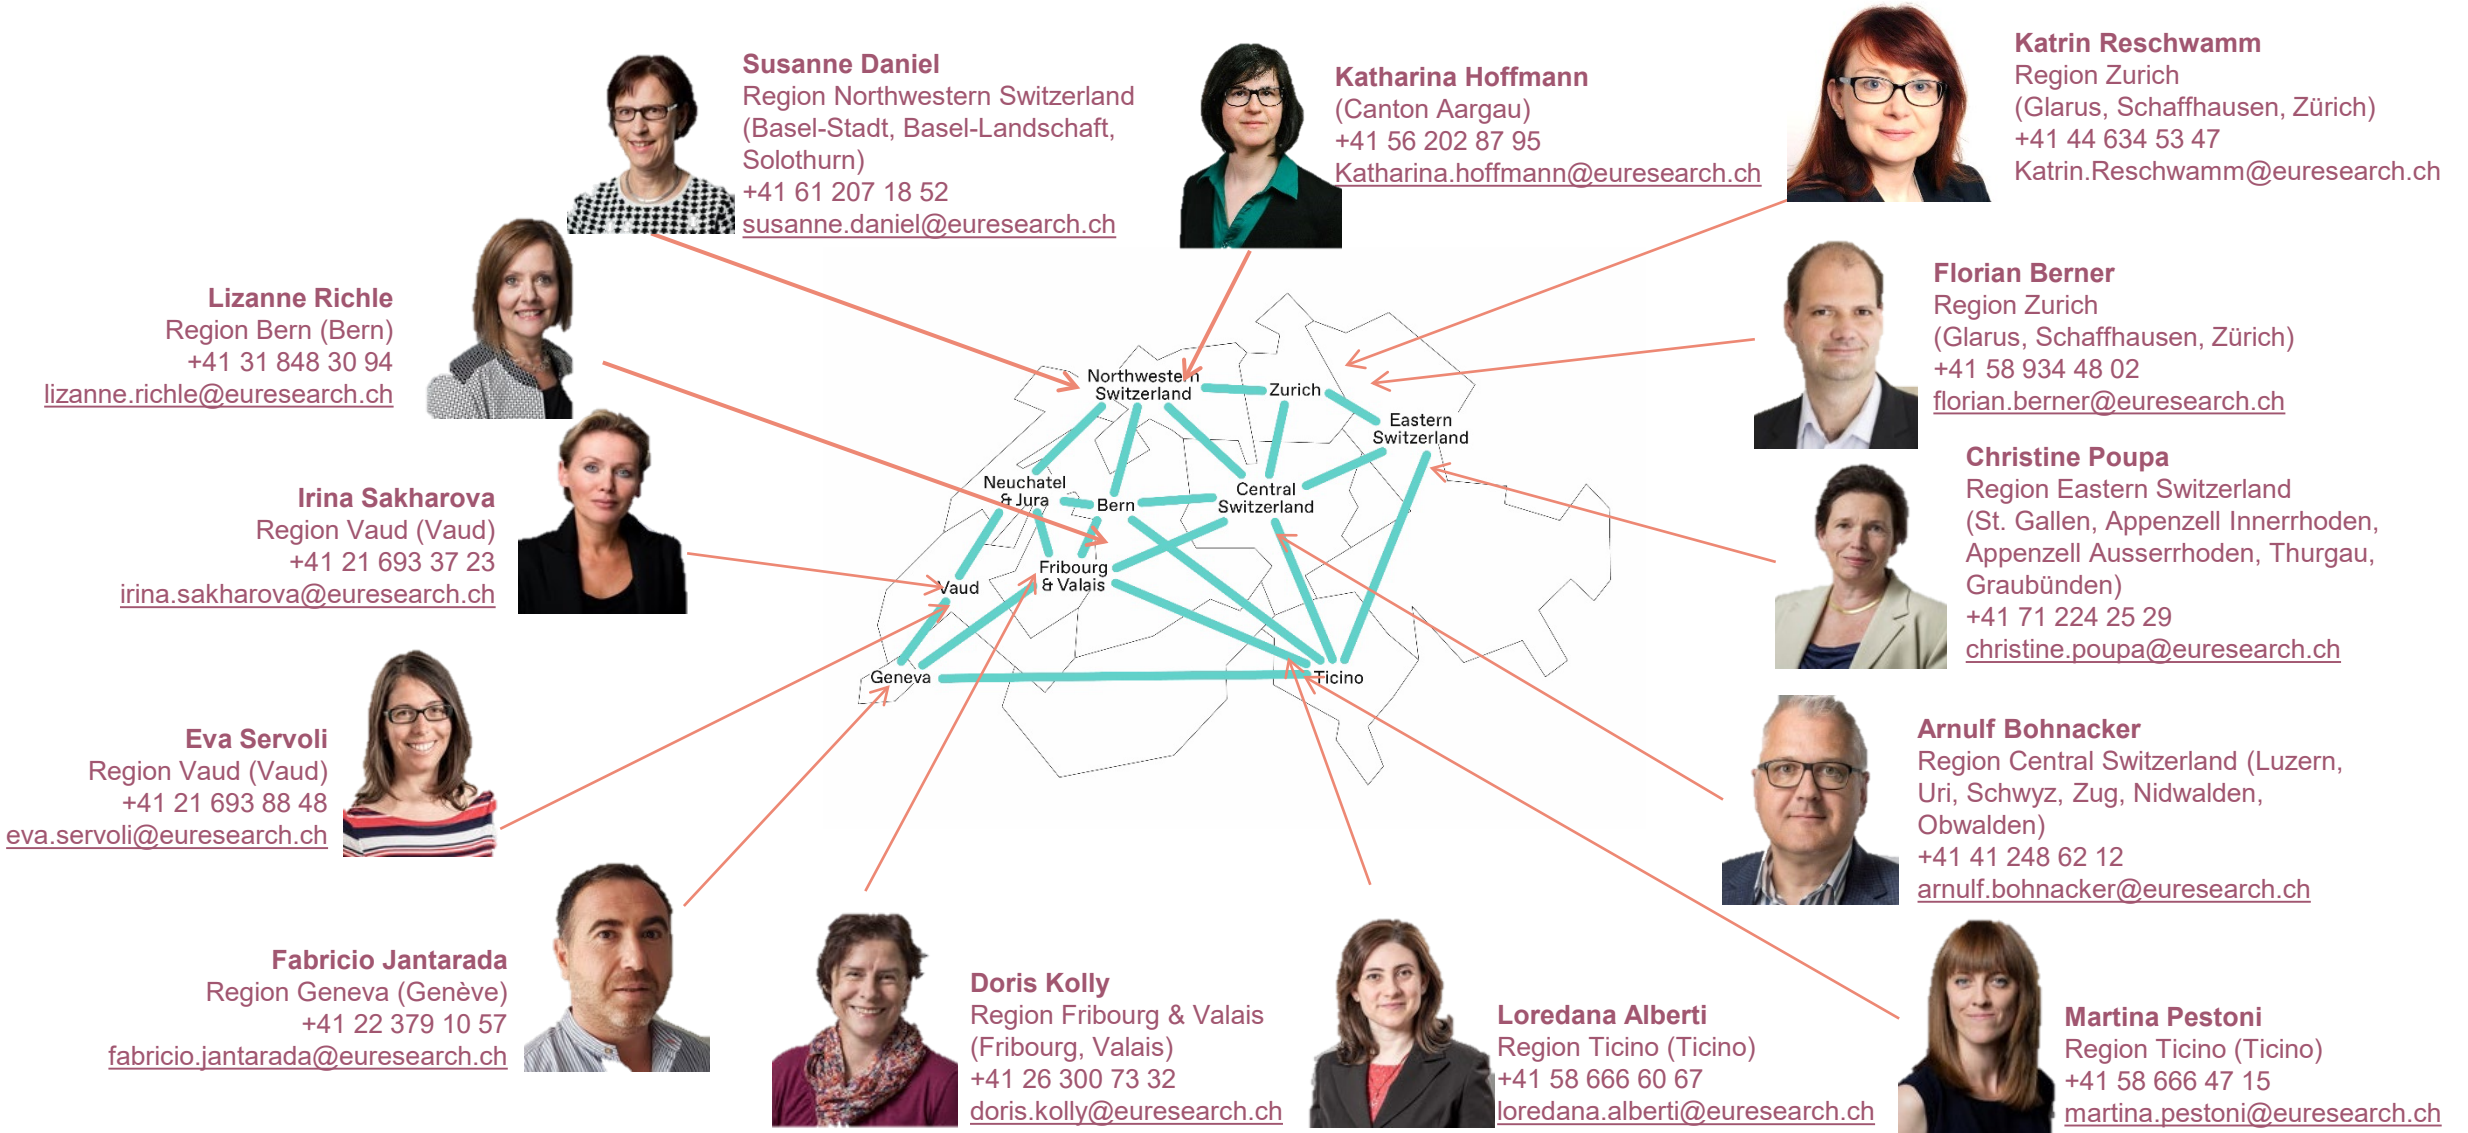 Susanne Daniel
Region Northwestern Switzerland
(Basel-Stadt, Basel-Landschaft,
Solothurn)
+41 61 207 18 52
susanne.daniel@euresearch.ch
Katharina Hoffmann
(Canton Aargau)
+41 56 202 87 95
Katharina.hoffmann@euresearch.ch
Katrin Reschwamm
Region Zurich
(Glarus, Schaffhausen, Zürich)
+41 44 634 53 47
Katrin.Reschwamm@euresearch.ch
Lizanne Richle
Region Bern (Bern)
+41 31 848 30 94
lizanne.richle@euresearch.ch
Florian Berner
Region Zurich
(Glarus, Schaffhausen, Zürich)
+41 58 934 48 02
florian.berner@euresearch.ch
Irina Sakharova
Region Vaud (Vaud)
+41 21 693 37 23
irina.sakharova@euresearch.ch
Northwestern
Switzerland
Zurich
Eastern
Switzerland
Neuchatel
& Jura
Bern
Central
Switzerland
Fribourg
& Valais
Vaud
Geneva
Ticino
Christine Poupa
Region Eastern Switzerland
(St. Gallen, Appenzell Innerrhoden,
Appenzell Ausserrhoden, Thurgau,
Graubünden)
+41 71 224 25 29
christine.poupa@euresearch.ch
Eva Servoli
Region Vaud (Vaud)
+41 21 693 88 48
eva.servoli@euresearch.ch
Arnulf Bohnacker
Region Central Switzerland (Luzern,
Uri, Schwyz, Zug, Nidwalden,
Obwalden)
+41 41 248 62 12
arnulf.bohnacker@euresearch.ch
Fabricio Jantarada
Region Geneva (Genève)
+41 22 379 10 57
fabricio.jantarada@euresearch.ch
Doris Kolly
Region Fribourg & Valais
(Fribourg, Valais)
+41 26 300 73 32
doris.kolly@euresearch.ch
Loredana Alberti
Region Ticino (Ticino)
+41 58 666 60 67
loredana.alberti@euresearch.ch
Martina Pestoni
Region Ticino (Ticino)
+41 58 666 47 15
martina.pestoni@euresearch.ch